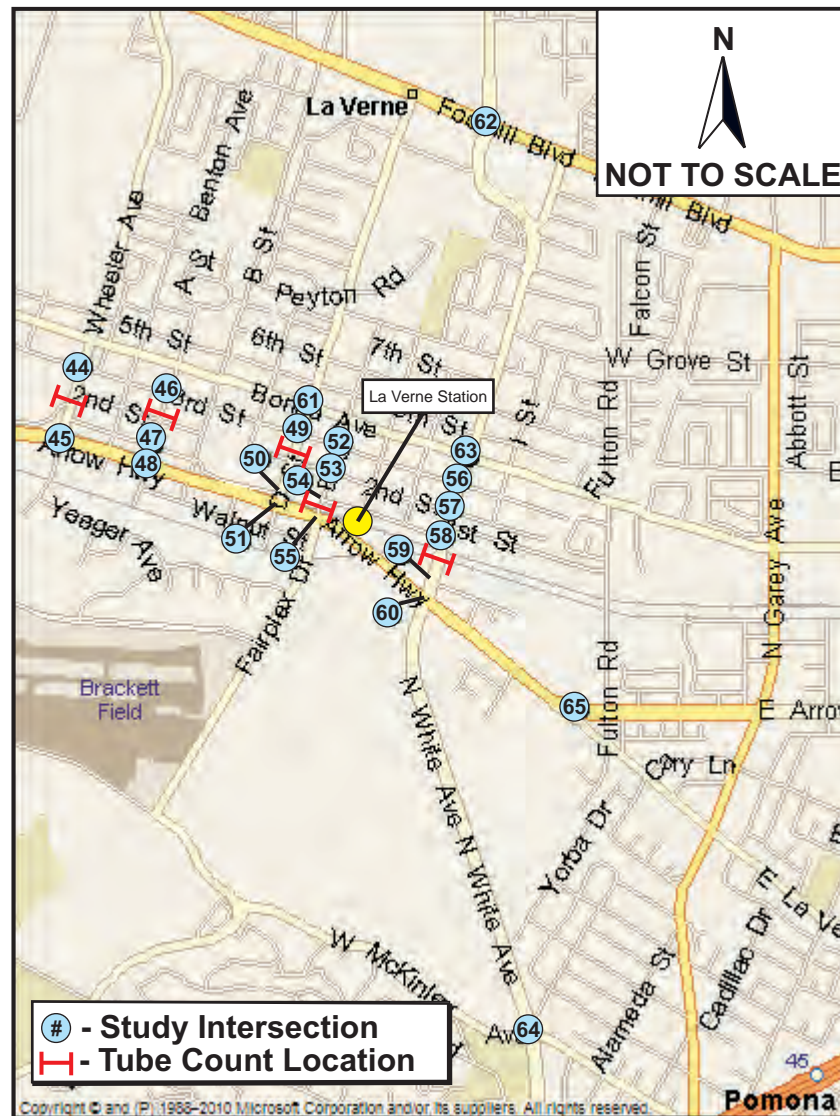 N
NOT TO SCALE
La Verne
Foothill Blvd
62
Benton Ave
Wheeler Ave
A St
B St
Peyton Rd
Falcon St
5th St
6th St
7th St
W Grove St
Abbott St
44
46
61
La Verne Station
2nd St
3rd St
Bonita Ave
I St
Fulton Rd
45
47
49
52
63
48
50
53
56
Arrow Hwy
54
2nd St
57
Walnut St
1st St
58
Yeager Ave
51
55
59
Arrow Hwy
60
N Garey Ave
Fairplex Dr
Brackett
Field
N White Ave
65
Fulton Rd
E Arrow
Cary Ln
N White Ave
Yorba Dr
E La Ve
W McKinley
Ave
64
Alameda St
Cadillac Dr
# - Study Intersection
- Tube Count Location
45
Pomona
Copyright © and (P) 1988–2010 Microsoft Corporation and/or its suppliers. All rights reserved.